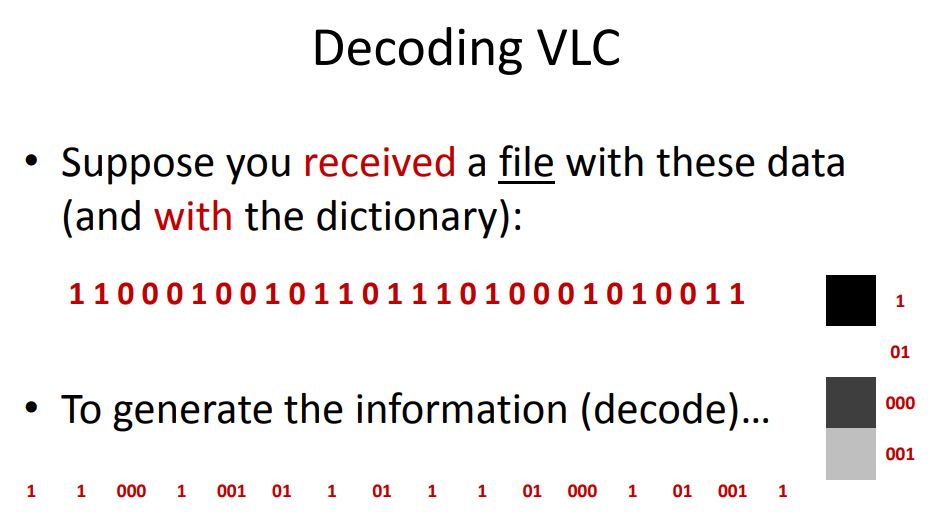 Decoding VLC
• Suppose you received a file with these data
(and with the dictionary):
1 1 0 0 0 1 0 0 1 0 1 1 0 1 1 1 0 1 0 0 0 1 0 1 0 0 1 1
1
01
000
001
• To generate the information (decode)...
1 1 000 1 001 01 1 01 1 1 01 000 1 01 001 1